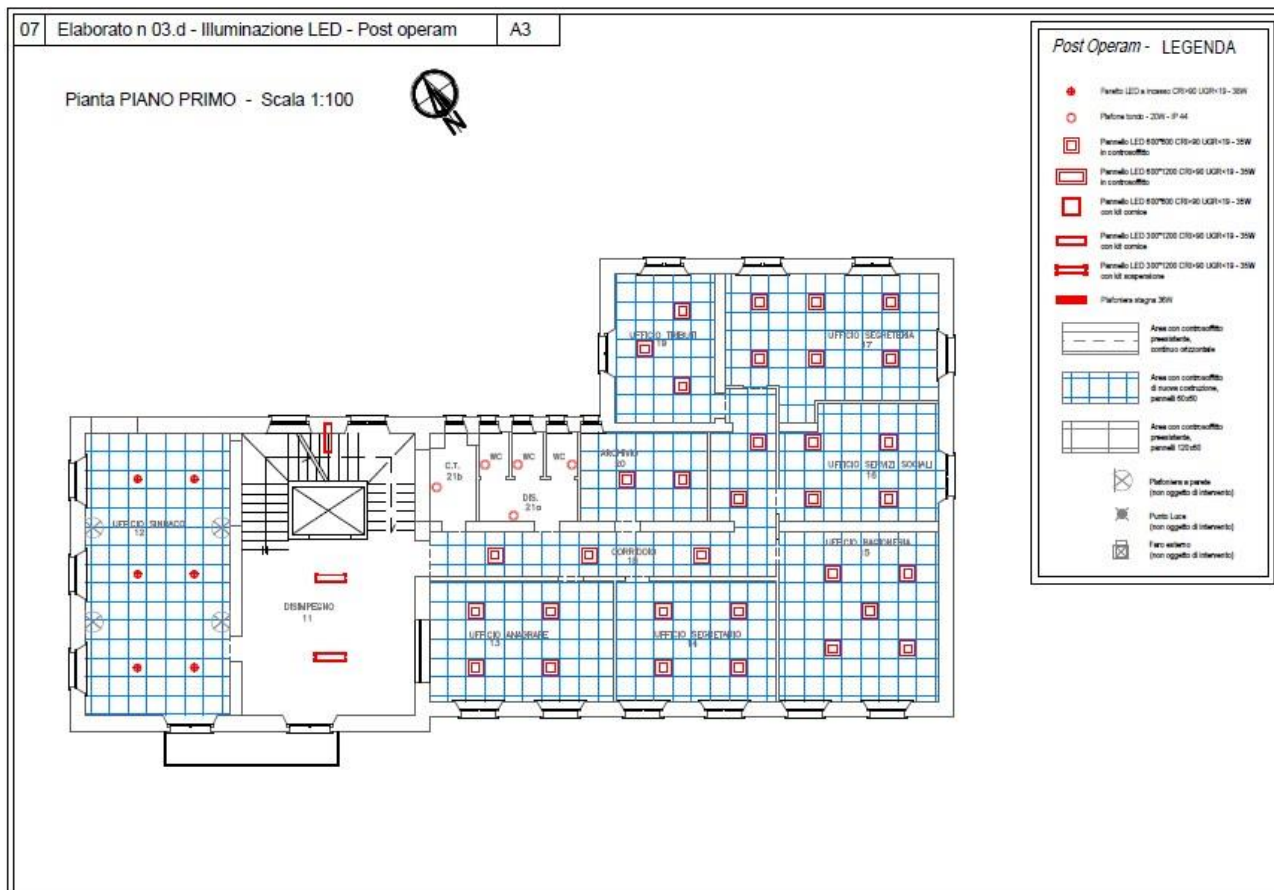 07 Elaborato n 03.d - Illuminazione LED - Post operam A3
Pianta PIANO PRIMO - Scala 1:100
N
Post Operam - LEGENDA
Faretto LED a incasso CRI>90 UGR<19 - 36W
Plafone tondo - 20W - IP 44
Pannello LED 600*600 CRI>90 UGR<19 - 35W
in controsoffitto
Pannello LED 600*1200 CRI>90 UGR<19 - 35W
in controsoffitto
Pannello LED 600*600 CRI>90 UGR<19 - 35W
con kit cornice
Pannello LED 300*1200 CRI>90 UGR<19 - 35W
con kit cornice
Pannello LED 300*1200 CRI>90 UGR<19 - 35W
con kit sospensione
Plafoniera stagna 36W
Area con controsoffitto
preesistente,
continuo orizzontale
Area con controsoffitto
di nuova costruzione,
pannelli 60x60
Area con controsoffitto
preesistente,
pannelli 120x60
Plafoniera a parete
(non oggetto di intervento)
Punto Luce
(non oggetto di intervento)
Faro esterno
(non oggetto di intervento)
UFFICIO TRIBUTI
19
UFFICIO SEGRETERIA
17
C.T.
21b
WC
WC
WC
DIS.
21a
ARCHIVIO
20
UFFICIO SERVIZI SOCIALI
16
UFFICIO SINDACO
12
CORRIDOIO
UFFICIO RAGIONERIA
DISIMPEGNO
11
UFFICIO ANAGRAFE
13
UFFICIO SEGRETARIO
14